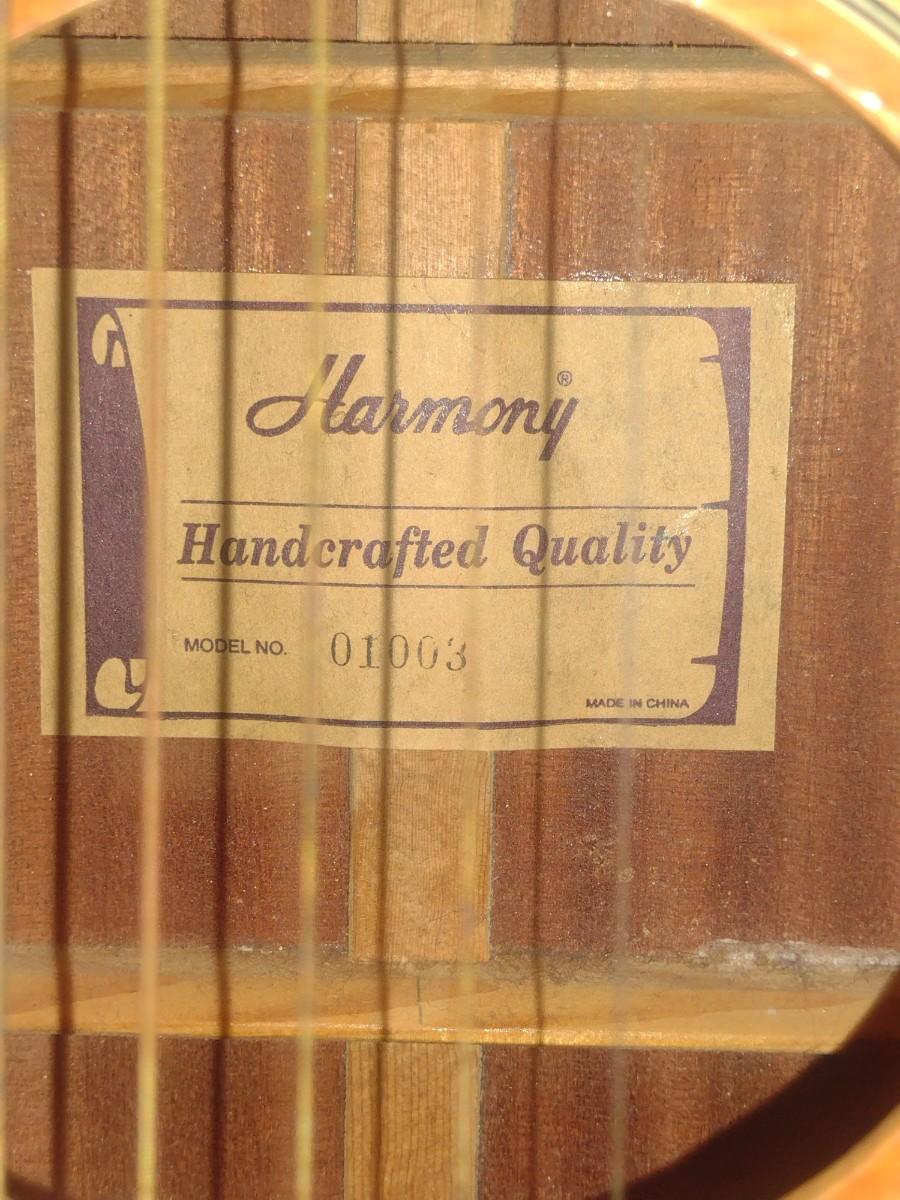 Harmony®
Handcrafted Quality
MODEL NO. 01003
MADE IN CHINA